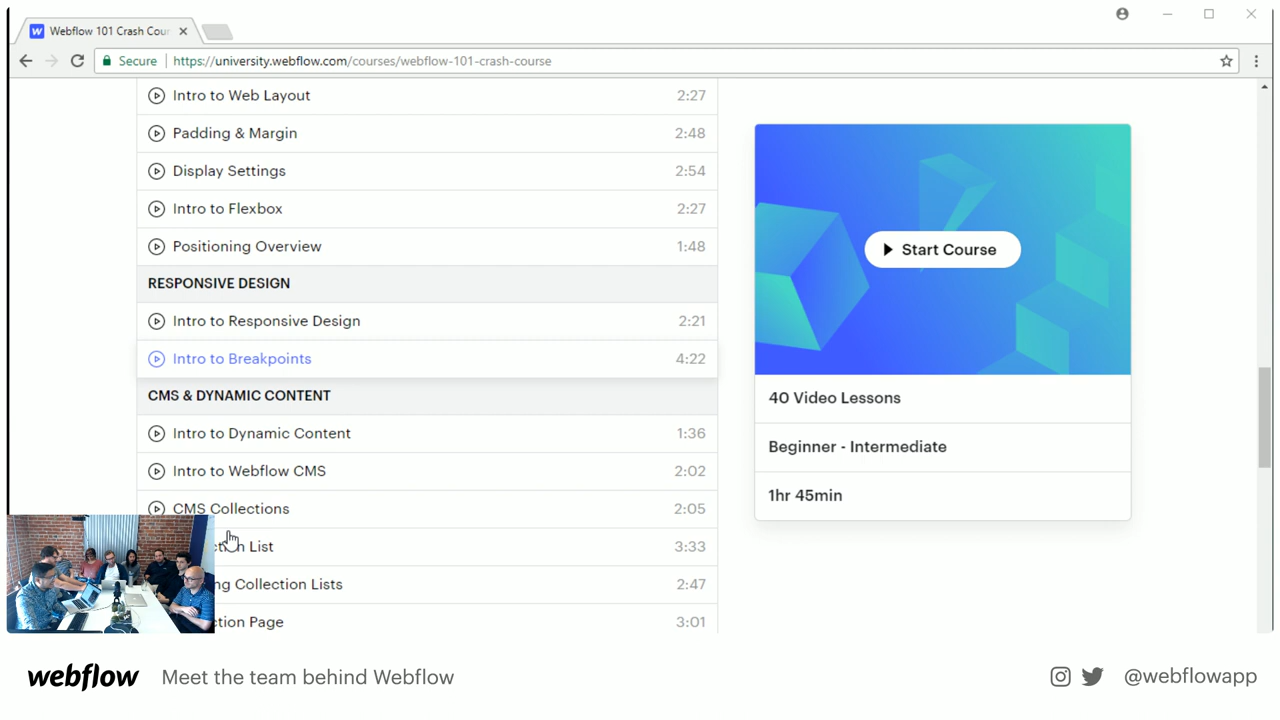 Webflow 101 Crash Cour
Secure
https://university.webflow.com/courses/webflow-101-crash-course
Intro to Web Layout 2:27
Padding & Margin 2:48
Display Settings 2:54
Intro to Flexbox 2:27
Positioning Overview 1:48
RESPONSIVE DESIGN
Intro to Responsive Design 2:21
Intro to Breakpoints 4:22
CMS & DYNAMIC CONTENT
Intro to Dynamic Content 1:36
Intro to Webflow CMS 2:02
CMS Collections 2:05
ction List 3:33
ng Collection Lists 2:47
ction Page 3:01
Start Course
40 Video Lessons
Beginner - Intermediate
1hr 45min
webflow Meet the team behind Webflow
@webflowapp